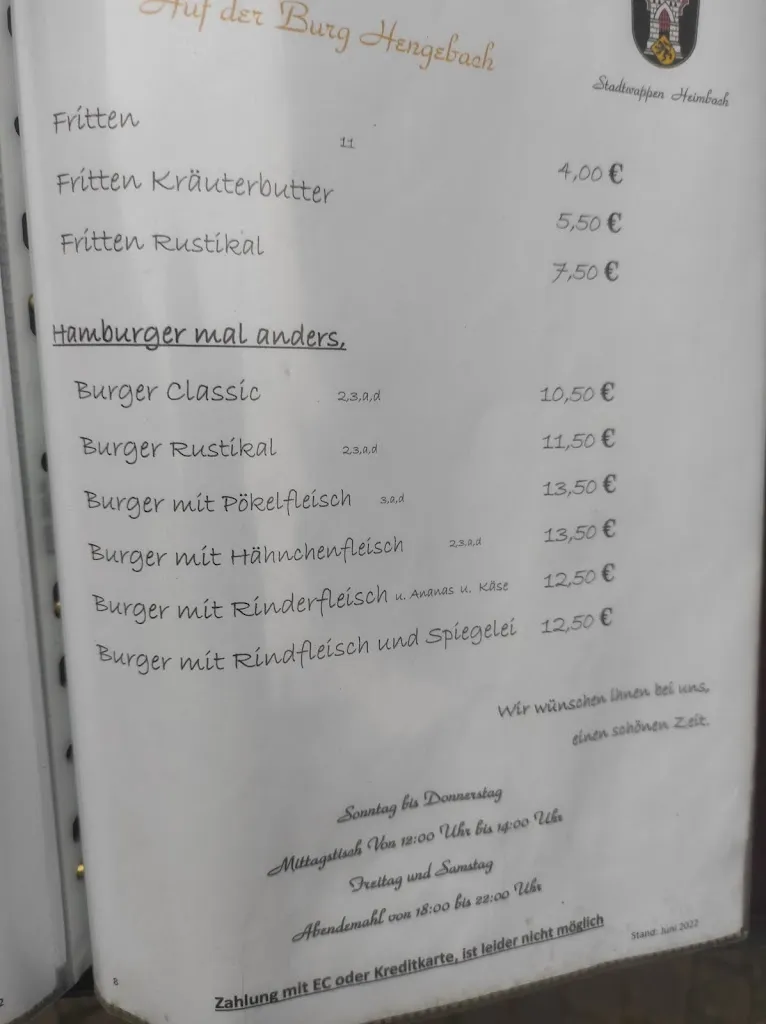 Auf der Burg Hengebach
Stadtwappen Heimbach
Fritten 11 4,00 €
Fritten Kräuterbutter 5,50 €
Fritten Rustikal 7,50 €
Hamburger mal anders,
Burger Classic 2,3,a,d 10,50 €
Burger Rustikal 2,3,a,d 11,50 €
Burger mit Pökelfleisch 3,a,d 13,50 €
Burger mit Hähnchenfleisch 2,3,a,d 13,50 €
Burger mit Rinderfleisch u. Ananas u. Käse 12,50 €
Burger mit Rindfleisch und Spiegelei 12,50 €
Wir wünschen ihnen bei uns,
einen schönen Zeit.
Sonntag bis Donnerstag
Mittagstisch Von 12:00 Uhr bis 14:00 Uhr
Freitag und Samstag
Abendemahl von 18:00 bis 22:00 Uhr
Zahlung mit EC oder Kreditkarte, ist leider nicht möglich
Stand: Juni 2022
8
2